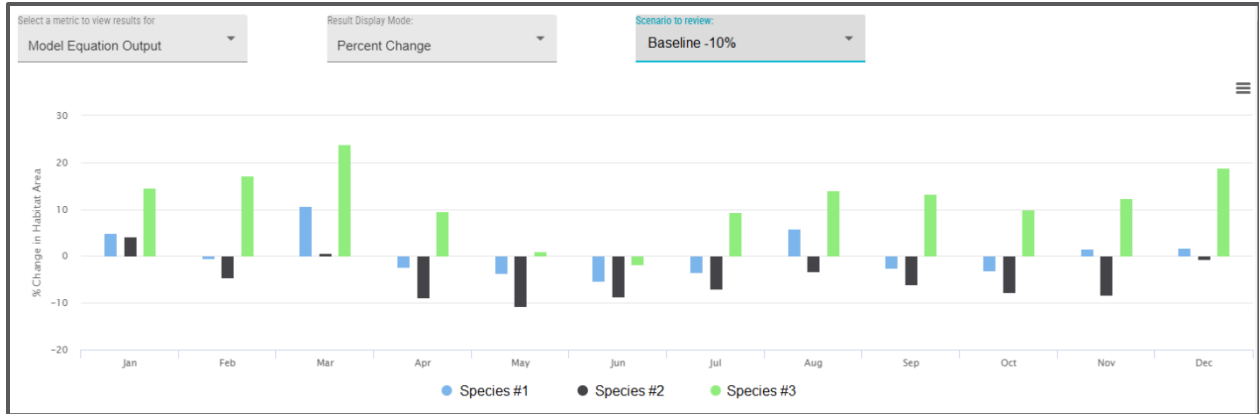 Select a metric to view results for
Model Equation Output
Result Display Mode:
Percent Change
Scenario to review:
Baseline -10%
% Change in Habitat Area
30
20
10
0
-10
-20
Jan Feb Mar Apr May Jun Jul Aug Sep Oct Nov Dec
Species #1 Species #2 Species #3